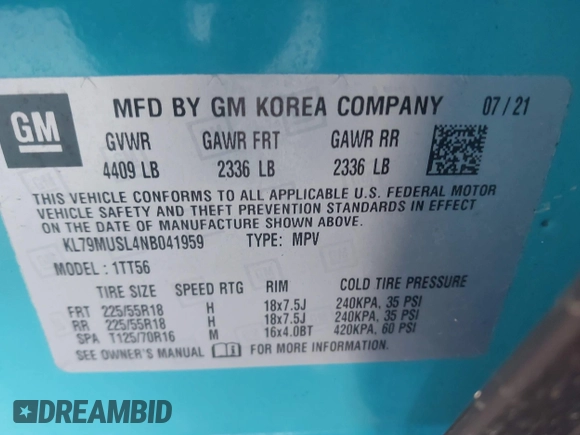 GM
MFD BY GM KOREA COMPANY 07/21
GVWR GAWR FRT GAWR RR
4409 LB 2336 LB 2336 LB
THIS VEHICLE CONFORMS TO ALL APPLICABLE U.S. FEDERAL MOTOR
VEHICLE SAFETY AND THEFT PREVENTION STANDARDS IN EFFECT
ON THE DATE OF MANUFACTURE SHOWN ABOVE.
KL79MUSL4NB041959 TYPE: MPV
MODEL: 1TT56
TIRE SIZE SPEED RTG RIM COLD TIRE PRESSURE
FRT 225/55R18 H 18x7.5J 240KPA, 35 PSI
RR 225/55R18 H 18x7.5J 240KPA, 35 PSI
SPA T125/70R16 M 16x4.0BT 420KPA, 60 PSI
SEE OWNER'S MANUAL FOR MORE INFORMATION.
DREAMBID